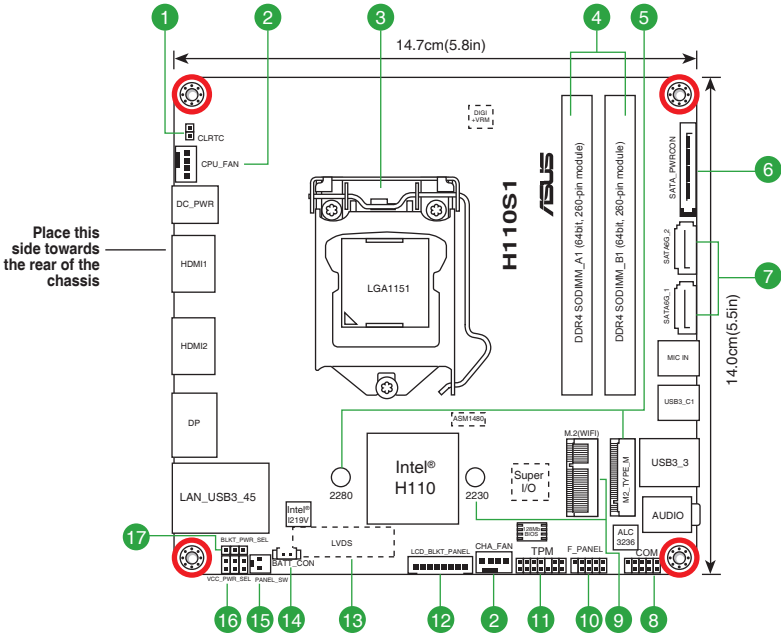 1
2
3
4
5
14.7cm(5.8in)
DIGI
+VRM
CLRTC
CPU_FAN
DC_PWR
Place this
side towards
the rear of the
chassis
HDMI1
HDMI2
DP
LAN_USB3_45
LGA1151
H110S1
ASUS
DDR4 SODIMM_A1 (64bit, 260-pin module)
DDR4 SODIMM_B1 (64bit, 260-pin module)
SATA_PWRCON
6
SATA6G_2
7
SATA6G_1
14.0cm(5.5in)
MIC IN
USB3_C1
ASM1480
M.2(WIFI)
M2_TYPE_M
USB3_3
Intel®
H110
Super
I/O
2280
2230
Intel®
I219V
AUDIO
128Mb
BIOS
ALC
3236
17
BLKT_PWR_SEL
LVDS
BATT_CON
LCD_BLKT_PANEL
CHA_FAN
TPM
F_PANEL
COM
VCC_PWR_SEL
PANEL_SW
16
15
14
13
12
2
11
10
9
8